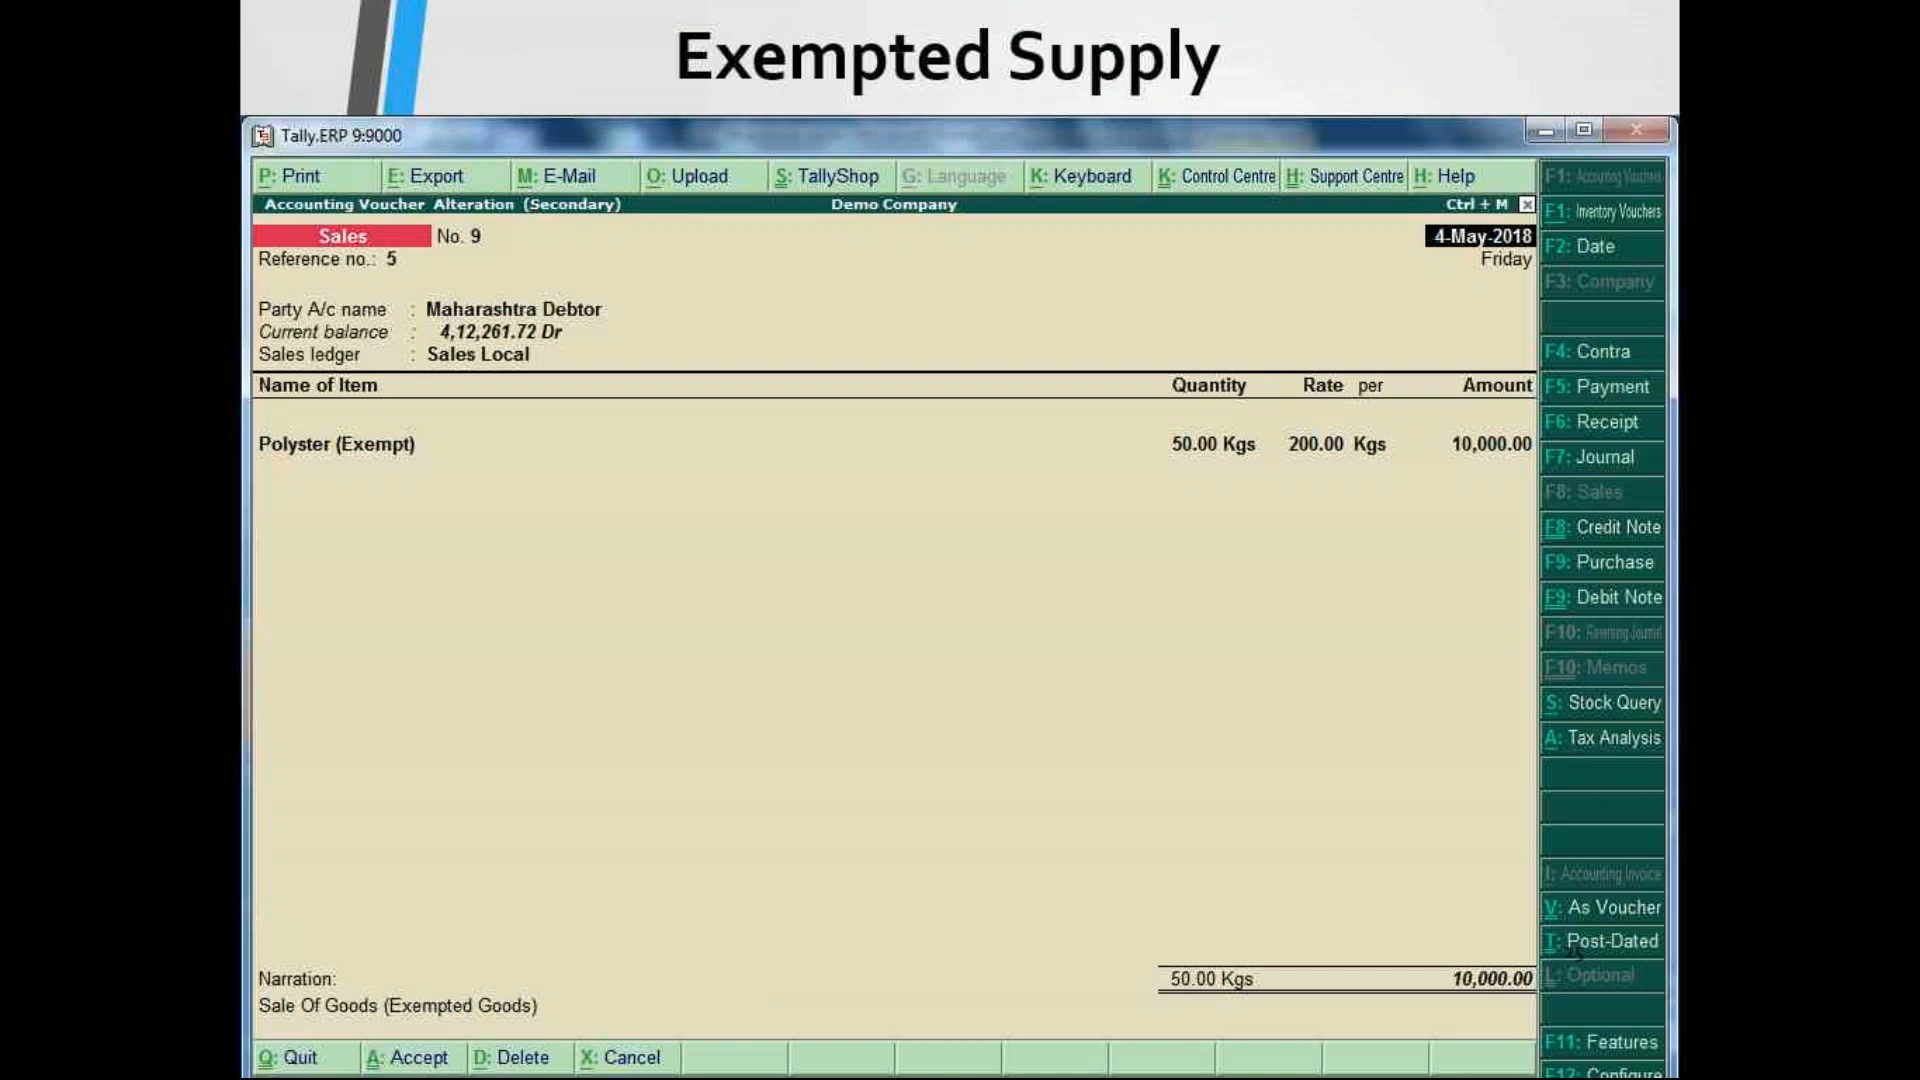 Exempted Supply
Tally.ERP 9:9000
P: Print E: Export M: E-Mail O: Upload S: TallyShop G: Language K: Keyboard K: Control Centre H: Support Centre H: Help
Accounting Voucher Alteration (Secondary) Demo Company Ctrl + M
Sales No. 9 4-May-2018
Reference no.: 5 Friday
Party A/c name : Maharashtra Debtor
Current balance : 4,12,261.72 Dr
Sales ledger : Sales Local
Name of Item Quantity Rate per Amount
Polyster (Exempt) 50.00 Kgs 200.00 Kgs 10,000.00
Narration: 50.00 Kgs 10,000.00
Sale Of Goods (Exempted Goods)
Q: Quit A: Accept D: Delete X: Cancel
F1: Accounting Vouchers
F1: Inventory Vouchers
F2: Date
F3: Company
F4: Contra
F5: Payment
F6: Receipt
F7: Journal
F8: Sales
F8: Credit Note
F9: Purchase
F9: Debit Note
F10: Reversing Journal
F10: Memos
S: Stock Query
A: Tax Analysis
I: Accounting Invoice
V: As Voucher
T: Post-Dated
L: Optional
F11: Features
F12: Configure